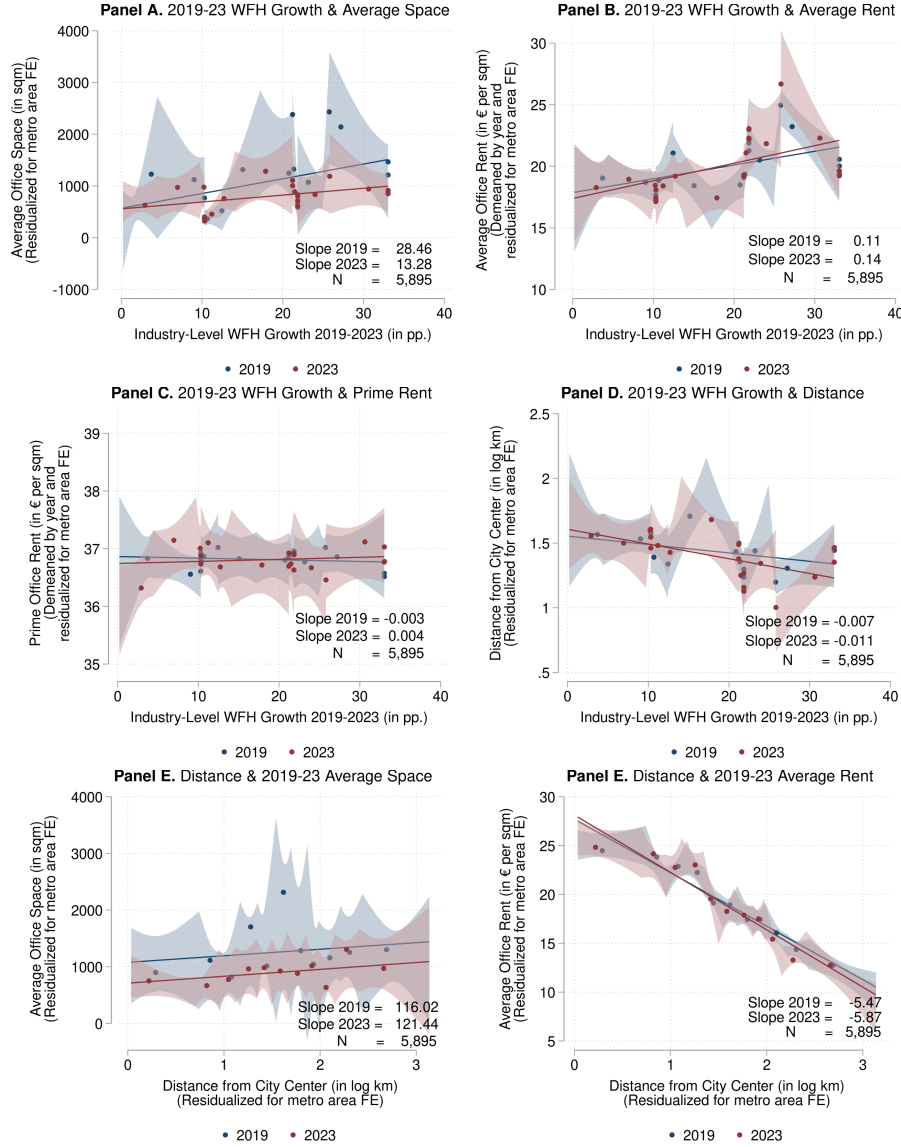 Panel A. 2019-23 WFH Growth & Average Space
Average Office Space (in sqm)
(Residualized for metro area FE)
4000
3000
2000
1000
0
-1000
Slope 2019 = 28.46
Slope 2023 = 13.28
N = 5,895
0 10 20 30 40
Industry-Level WFH Growth 2019-2023 (in pp.)
2019 2023
Panel B. 2019-23 WFH Growth & Average Rent
Average Office Rent (in € per sqm)
(Demeaned by year and
residualized for metro area FE)
30
25
20
15
10
Slope 2019 = 0.11
Slope 2023 = 0.14
N = 5,895
0 10 20 30 40
Industry-Level WFH Growth 2019-2023 (in pp.)
2019 2023
Panel C. 2019-23 WFH Growth & Prime Rent
Prime Office Rent (in € per sqm)
(Demeaned by year and
residualized for metro area FE)
39
38
37
36
35
Slope 2019 = -0.003
Slope 2023 = 0.004
N = 5,895
0 10 20 30 40
Industry-Level WFH Growth 2019-2023 (in pp.)
2019 2023
Panel D. 2019-23 WFH Growth & Distance
Distance from City Center (in log km)
(Residualized for metro area FE)
2.5
2
1.5
1
.5
Slope 2019 = -0.007
Slope 2023 = -0.011
N = 5,895
0 10 20 30 40
Industry-Level WFH Growth 2019-2023 (in pp.)
2019 2023
Panel E. Distance & 2019-23 Average Space
Average Office Space (in sqm)
(Residualized for metro area FE)
4000
3000
2000
1000
0
Slope 2019 = 116.02
Slope 2023 = 121.44
N = 5,895
0 1 2 3
Distance from City Center (in log km)
(Residualized for metro area FE)
2019 2023
Panel E. Distance & 2019-23 Average Rent
Average Office Rent (in € per sqm)
(Residualized for metro area FE)
30
25
20
15
10
5
Slope 2019 = -5.47
Slope 2023 = -5.87
N = 5,895
0 1 2 3
Distance from City Center (in log km)
(Residualized for metro area FE)
2019 2023